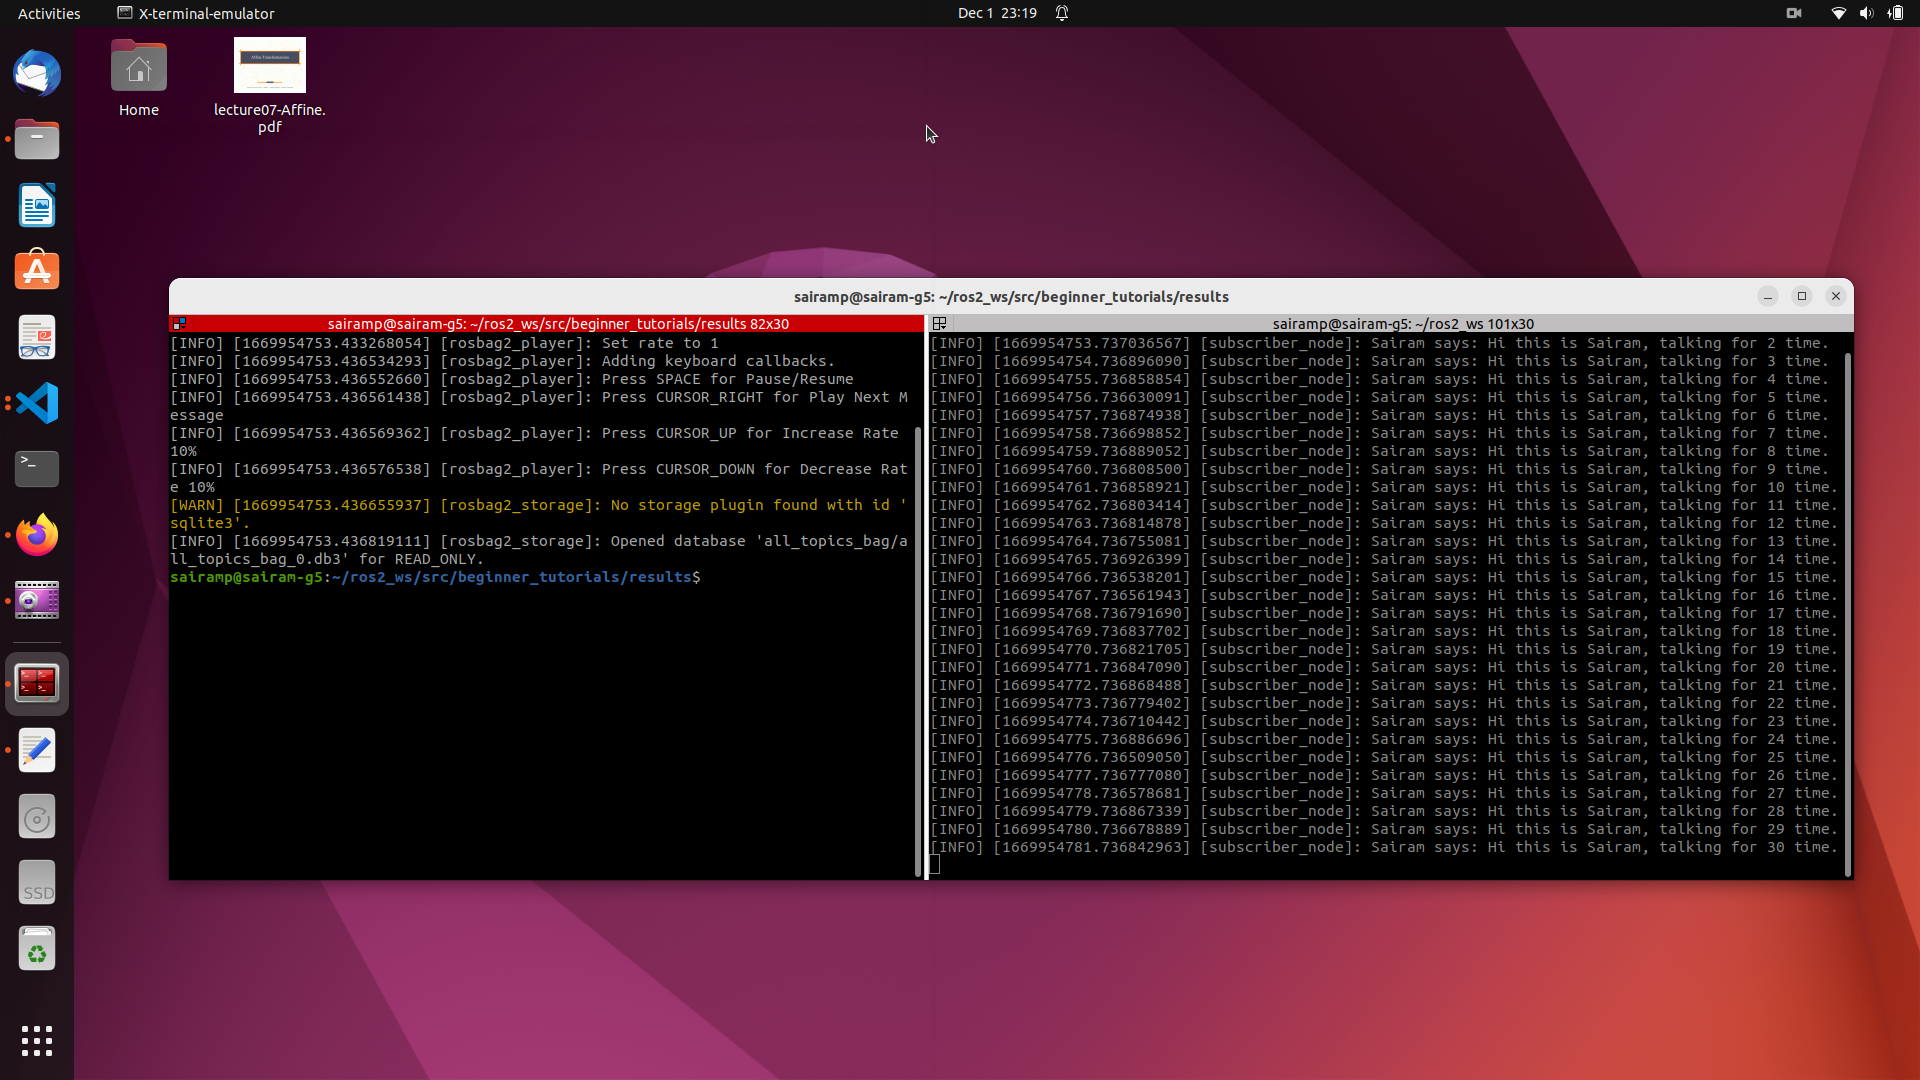 Activities
X-terminal-emulator
Dec 1 23:19
Home
lecture07-Affine.
pdf
sairamp@sairam-g5: ~/ros2_ws/src/beginner_tutorials/results
sairamp@sairam-g5: ~/ros2_ws/src/beginner_tutorials/results 82x30
[INFO] [1669954753.433268054] [rosbag2_player]: Set rate to 1
[INFO] [1669954753.436534293] [rosbag2_player]: Adding keyboard callbacks.
[INFO] [1669954753.436552660] [rosbag2_player]: Press SPACE for Pause/Resume
[INFO] [1669954753.436561438] [rosbag2_player]: Press CURSOR_RIGHT for Play Next M
essage
[INFO] [1669954753.436569362] [rosbag2_player]: Press CURSOR_UP for Increase Rate
10%
[INFO] [1669954753.436576538] [rosbag2_player]: Press CURSOR_DOWN for Decrease Rat
e 10%
[WARN] [1669954753.436655937] [rosbag2_storage]: No storage plugin found with id '
sqlite3'.
[INFO] [1669954753.436819111] [rosbag2_storage]: Opened database 'all_topics_bag/a
ll_topics_bag_0.db3' for READ_ONLY.
sairamp@sairam-g5:~/ros2_ws/src/beginner_tutorials/results$
sairamp@sairam-g5: ~/ros2_ws 101x30
[INFO] [1669954753.737036567] [subscriber_node]: Sairam says: Hi this is Sairam, talking for 2 time.
[INFO] [1669954754.736896090] [subscriber_node]: Sairam says: Hi this is Sairam, talking for 3 time.
[INFO] [1669954755.736858854] [subscriber_node]: Sairam says: Hi this is Sairam, talking for 4 time.
[INFO] [1669954756.736630091] [subscriber_node]: Sairam says: Hi this is Sairam, talking for 5 time.
[INFO] [1669954757.736874938] [subscriber_node]: Sairam says: Hi this is Sairam, talking for 6 time.
[INFO] [1669954758.736698852] [subscriber_node]: Sairam says: Hi this is Sairam, talking for 7 time.
[INFO] [1669954759.736889052] [subscriber_node]: Sairam says: Hi this is Sairam, talking for 8 time.
[INFO] [1669954760.736808500] [subscriber_node]: Sairam says: Hi this is Sairam, talking for 9 time.
[INFO] [1669954761.736858921] [subscriber_node]: Sairam says: Hi this is Sairam, talking for 10 time.
[INFO] [1669954762.736803414] [subscriber_node]: Sairam says: Hi this is Sairam, talking for 11 time.
[INFO] [1669954763.736814878] [subscriber_node]: Sairam says: Hi this is Sairam, talking for 12 time.
[INFO] [1669954764.736755081] [subscriber_node]: Sairam says: Hi this is Sairam, talking for 13 time.
[INFO] [1669954765.736926399] [subscriber_node]: Sairam says: Hi this is Sairam, talking for 14 time.
[INFO] [1669954766.736538201] [subscriber_node]: Sairam says: Hi this is Sairam, talking for 15 time.
[INFO] [1669954767.736561943] [subscriber_node]: Sairam says: Hi this is Sairam, talking for 16 time.
[INFO] [1669954768.736791690] [subscriber_node]: Sairam says: Hi this is Sairam, talking for 17 time.
[INFO] [1669954769.736837702] [subscriber_node]: Sairam says: Hi this is Sairam, talking for 18 time.
[INFO] [1669954770.736821705] [subscriber_node]: Sairam says: Hi this is Sairam, talking for 19 time.
[INFO] [1669954771.736847090] [subscriber_node]: Sairam says: Hi this is Sairam, talking for 20 time.
[INFO] [1669954772.736868488] [subscriber_node]: Sairam says: Hi this is Sairam, talking for 21 time.
[INFO] [1669954773.736779402] [subscriber_node]: Sairam says: Hi this is Sairam, talking for 22 time.
[INFO] [1669954774.736710442] [subscriber_node]: Sairam says: Hi this is Sairam, talking for 23 time.
[INFO] [1669954775.736886696] [subscriber_node]: Sairam says: Hi this is Sairam, talking for 24 time.
[INFO] [1669954776.736509050] [subscriber_node]: Sairam says: Hi this is Sairam, talking for 25 time.
[INFO] [1669954777.736777080] [subscriber_node]: Sairam says: Hi this is Sairam, talking for 26 time.
[INFO] [1669954778.736578681] [subscriber_node]: Sairam says: Hi this is Sairam, talking for 27 time.
[INFO] [1669954779.736867339] [subscriber_node]: Sairam says: Hi this is Sairam, talking for 28 time.
[INFO] [1669954780.736678889] [subscriber_node]: Sairam says: Hi this is Sairam, talking for 29 time.
[INFO] [1669954781.736842963] [subscriber_node]: Sairam says: Hi this is Sairam, talking for 30 time.
SSD